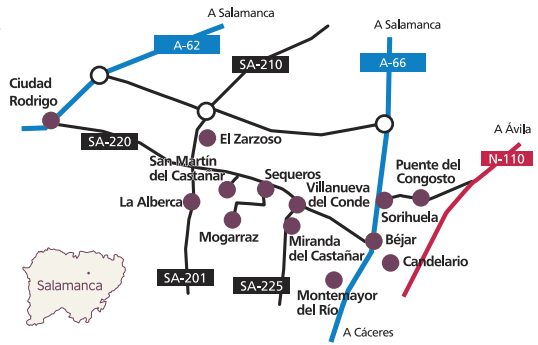 A Salamanca
A Salamanca
A-62
SA-210
A-66
Ciudad
Rodrigo
A Ávila
SA-220
El Zarzoso
N-110
San Martín
del Castañar
Sequeros
Puente del
Congosto
Villanueva
del Conde
La Alberca
Sorihuela
Mogarraz
Miranda
del Castañar
Béjar
Candelario
SA-201
SA-225
Salamanca
Montemayor
del Río
A Cáceres